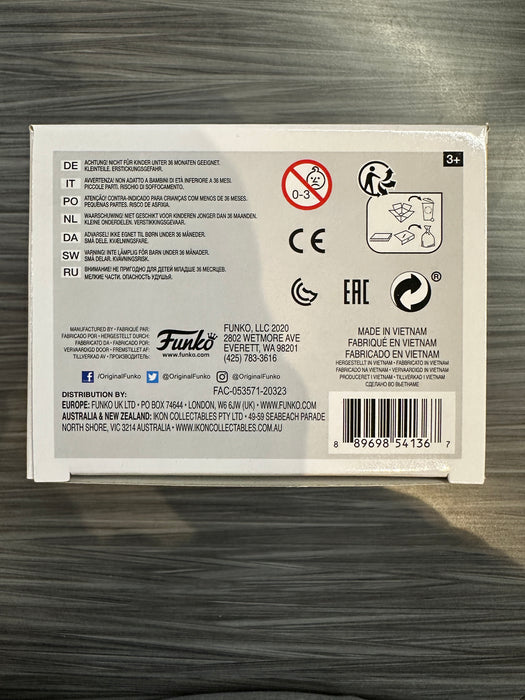 DE ACHTUNG! NICHT FÜR KINDER UNTER 36 MONATEN GEEIGNET.
KLEINTEILE. ERSTICKUNGSGEFAHR.
IT AVVERTENZA! NON ADATTO A BAMBINI DI ETÀ INFERIORE A 36 MESI.
PICCOLE PARTI. RISCHIO DI SOFFOCAMENTO.
PO ATENÇÃO! CONTRA-INDICADO PARA CRIANÇAS COM MENOS DE 36 MESES.
PEQUENAS PARTES. RISCO DE ASFIXIA.
NL WAARSCHUWING! NIET GESCHIKT VOOR KINDEREN JONGER DAN 36 MAANDEN.
KLEINE ONDERDELEN. VERSTIKKINGSGEVAAR.
DA ADVARSEL! IKKE EGNET TIL BØRN UNDER 36 MÅNEDER.
SMÅ DELE. KVÆLNINGSFARE.
SW VARNING! INTE LÄMPLIG FÖR BARN UNDER 36 MÅNADER.
SMÅ DELAR. KVÄVNINGSRISK.
RU ВНИМАНИЕ! НЕ ПРИГОДНО ДЛЯ ДЕТЕЙ МЛАДШЕ 36 МЕСЯЦЕВ.
МЕЛКИЕ ЧАСТИ. ОПАСНОСТЬ УДУШЬЯ.
0-3
3+
CE
EAC
®
MANUFACTURED BY • FABRIQUÉ PAR:
FABRICADO POR • HERGESTELLT DURCH:
FABBRICATO DA • FABRICADO POR:
VERVAARDIGD DOOR • FREMSTILLET AF:
TILLVERKAD AV • ПРОИЗВОДИТЕЛЬ:
Funko
www.funko.com
FUNKO, LLC 2020
2802 WETMORE AVE
EVERETT, WA 98201
(425) 783-3616
MADE IN VIETNAM
FABRIQUÉ EN VIETNAM
FABRICADO EN VIETNAM
HERGESTELLT IN VIETNAM • FABBRICATO IN VIETNAM
FABRICADO NA VIETNAM • VERVAARDIGD IN VIETNAM
PRODUCERET I VIETNAM • TILLVERKAD I VIETNAM
СДЕЛАНО ВО ВЬЕТНАМЕ
/OriginalFunko @OriginalFunko @OriginalFunko
FAC-053571-20323
DISTRIBUTION BY:
EUROPE: FUNKO UK LTD • PO BOX 74644 • LONDON, W6 6JW (UK) • WWW.FUNKO.COM
AUSTRALIA & NEW ZEALAND: IKON COLLECTABLES PTY LTD • 49-59 SEABEACH PARADE
NORTH SHORE, VIC 3214 AUSTRALIA • WWW.IKONCOLLECTABLES.COM.AU
8 89698 54136 7